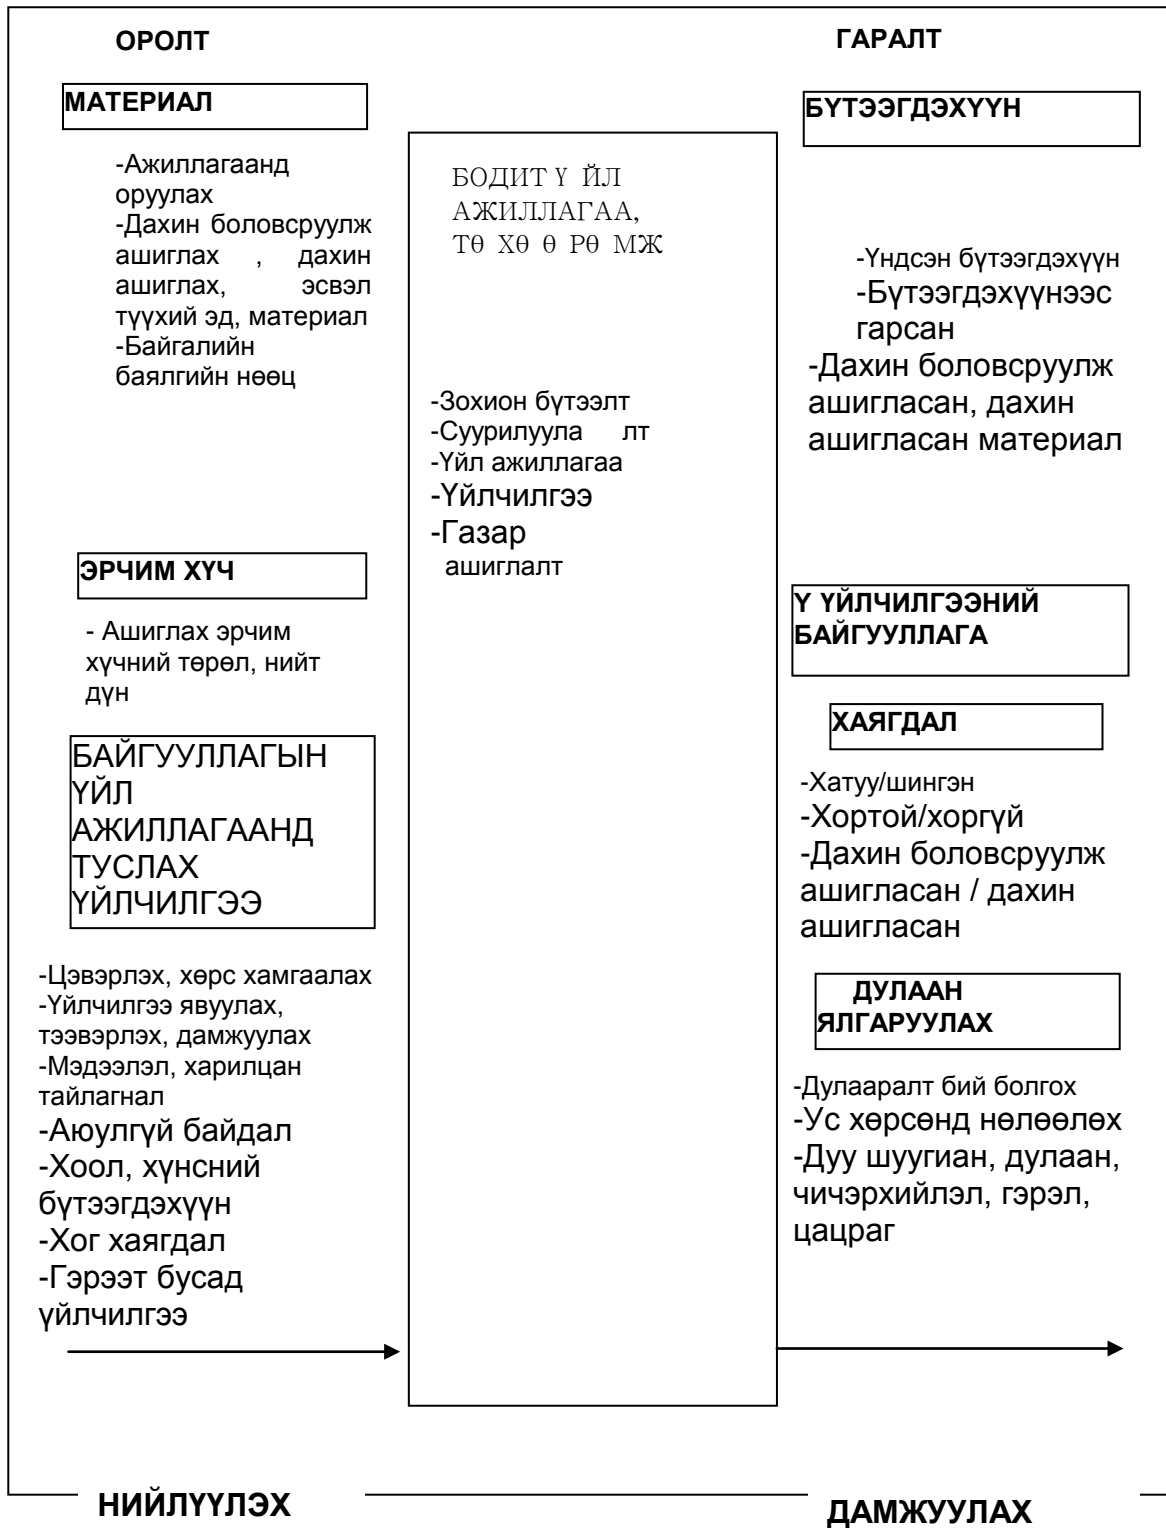 ОРОЛТ
МАТЕРИАЛ
-Ажиллагаанд
оруулах
-Дахин боловсруулж
ашиглах , дахин
ашиглах, эсвэл
түүхий эд, материал
-Байгалийн
баялгийн нөөц
ЭРЧИМ ХҮЧ
- Ашиглах эрчим
хүчний төрөл, нийт
дүн
БАЙГУУЛЛАГЫН
ҮЙЛ
АЖИЛЛАГААНД
ТУСЛАХ
ҮЙЛЧИЛГЭЭ
-Цэвэрлэх, хөрс хамгаалах
-Үйлчилгээ явуулах,
тээвэрлэх, дамжуулах
-Мэдээлэл, харилцан
тайлагнал
-Аюулгүй байдал
-Хоол, хүнсний
бүтээгдэхүүн
-Хог хаягдал
-Гэрээт бусад
үйлчилгээ
НИЙЛҮҮЛЭХ
БОДИТ Ү ЙЛ
АЖИЛЛАГАА,
ТӨ ХӨ Ө РӨ МЖ
-Зохион бүтээлт
-Суурилуула лт
-Үйл ажиллагаа
-Үйлчилгээ
-Газар
ашиглалт
ГАРАЛТ
БҮТЭЭГДЭХҮҮН
-Үндсэн бүтээгдэхүүн
-Бүтээгдэхүүнээс
гарсан
-Дахин боловсруулж
ашигласан, дахин
ашигласан материал
Ү ҮЙЛЧИЛГЭЭНИЙ
БАЙГУУЛЛАГА
ХАЯГДАЛ
-Хатуу/шингэн
-Хортой/хоргүй
-Дахин боловсруулж
ашигласан / дахин
ашигласан
ДУЛААН
ЯЛГАРУУЛАХ
-Дулааралт бий болгох
-Ус хөрсөнд нөлөөлөх
-Дуу шуугиан, дулаан,
чичэрхийлэл, гэрэл,
цацраг
ДАМЖУУЛАХ